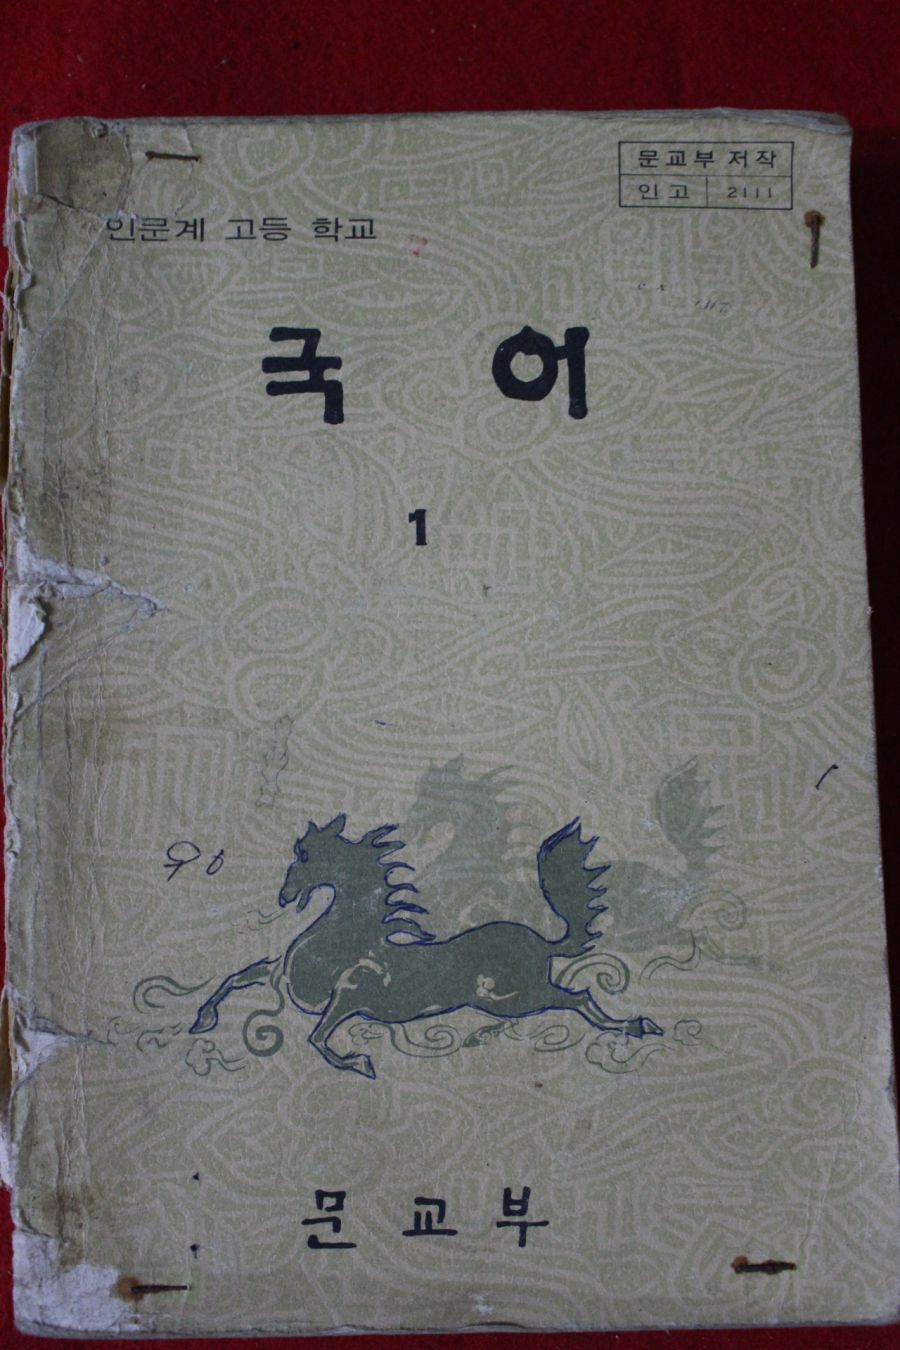 문교부 저작
인고 2111
인문계 고등 학교
국어
1
문교부